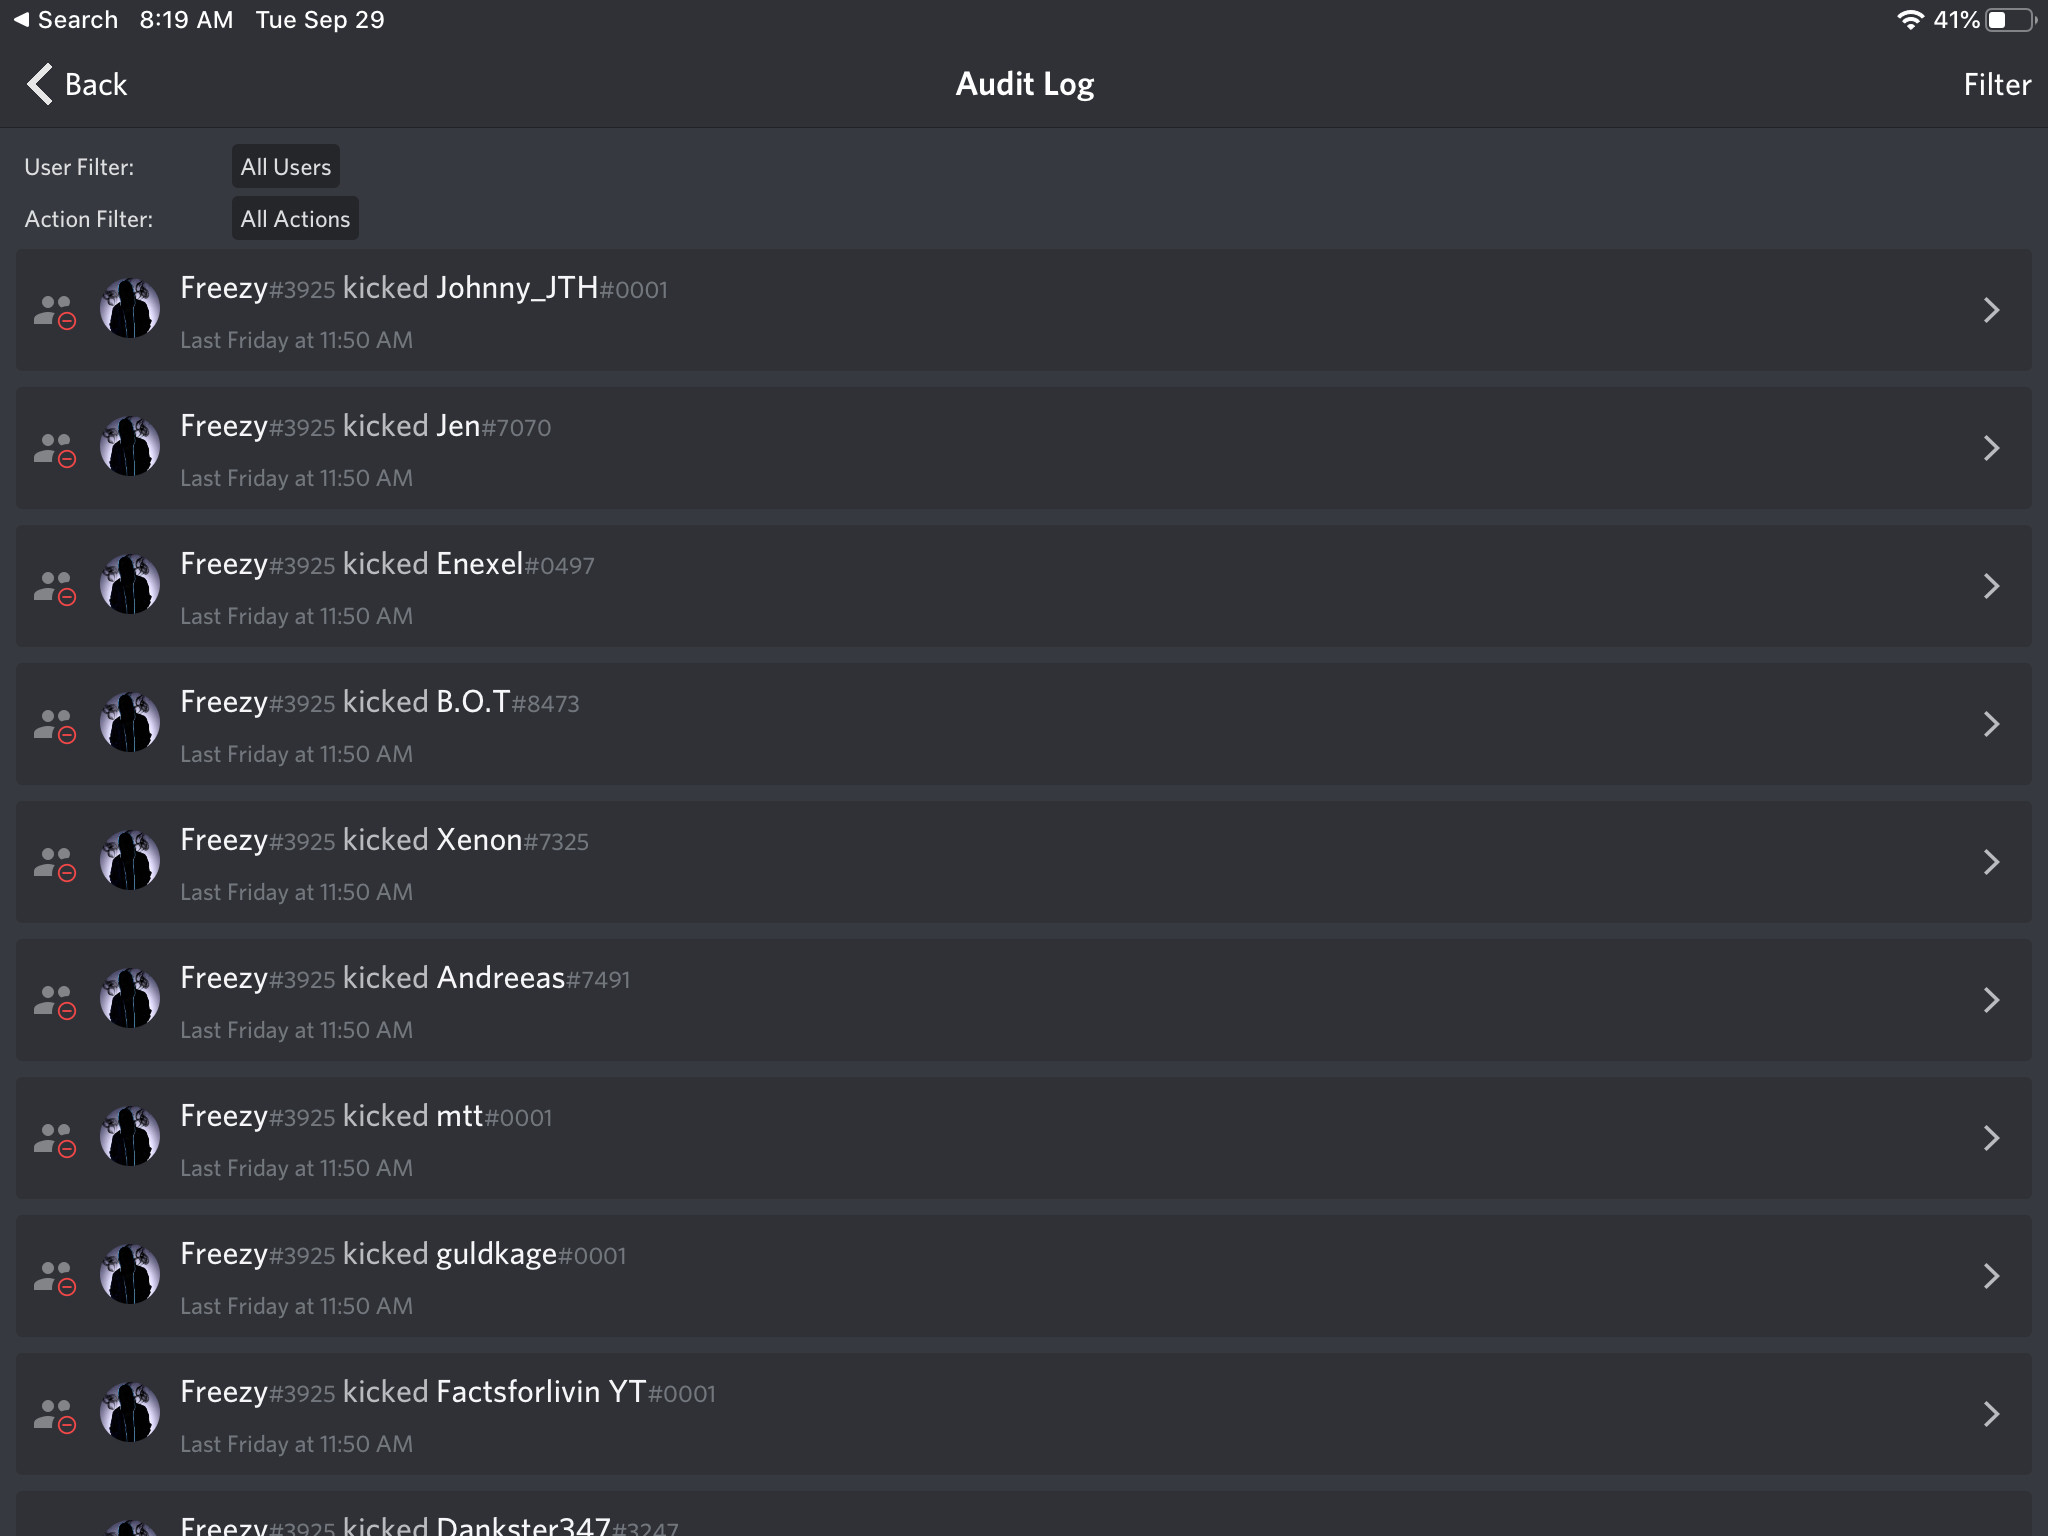 Search 8:19 AM Tue Sep 29 41%
Back Audit Log Filter
User Filter: All Users
Action Filter: All Actions
Freezy#3925 kicked Johnny_JTH#0001
Last Friday at 11:50 AM
Freezy#3925 kicked Jen#7070
Last Friday at 11:50 AM
Freezy#3925 kicked Enexel#0497
Last Friday at 11:50 AM
Freezy#3925 kicked B.O.T#8473
Last Friday at 11:50 AM
Freezy#3925 kicked Xenon#7325
Last Friday at 11:50 AM
Freezy#3925 kicked Andreeas#7491
Last Friday at 11:50 AM
Freezy#3925 kicked mtt#0001
Last Friday at 11:50 AM
Freezy#3925 kicked guldkage#0001
Last Friday at 11:50 AM
Freezy#3925 kicked Factsforlivin YT#0001
Last Friday at 11:50 AM
Freezy#3925 kicked Dankster347#3247